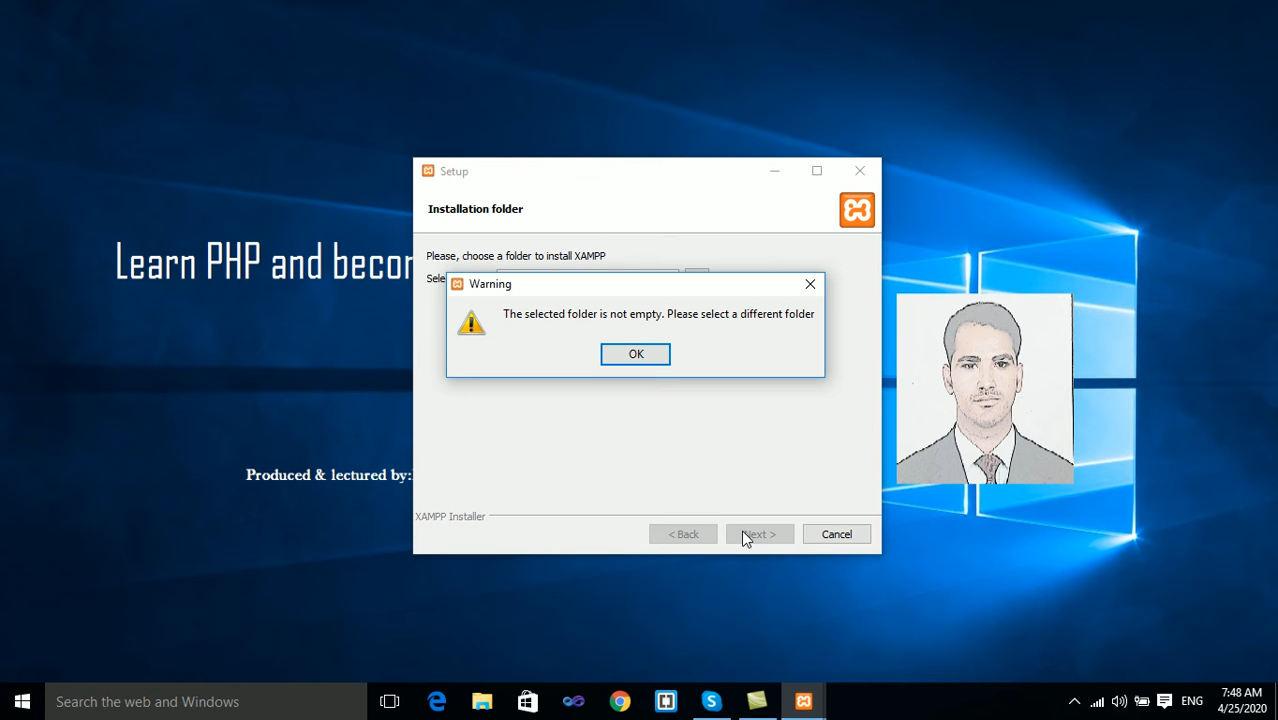 Setup
Installation folder
Please, choose a folder to install XAMPP
Learn PHP and
Warning
The selected folder is not empty. Please select a different folder
OK
Produced & lectured by:
XAMPP Installer
< Back
Next >
Cancel
Search the web and Windows
ENG
7:48 AM
4/25/2020